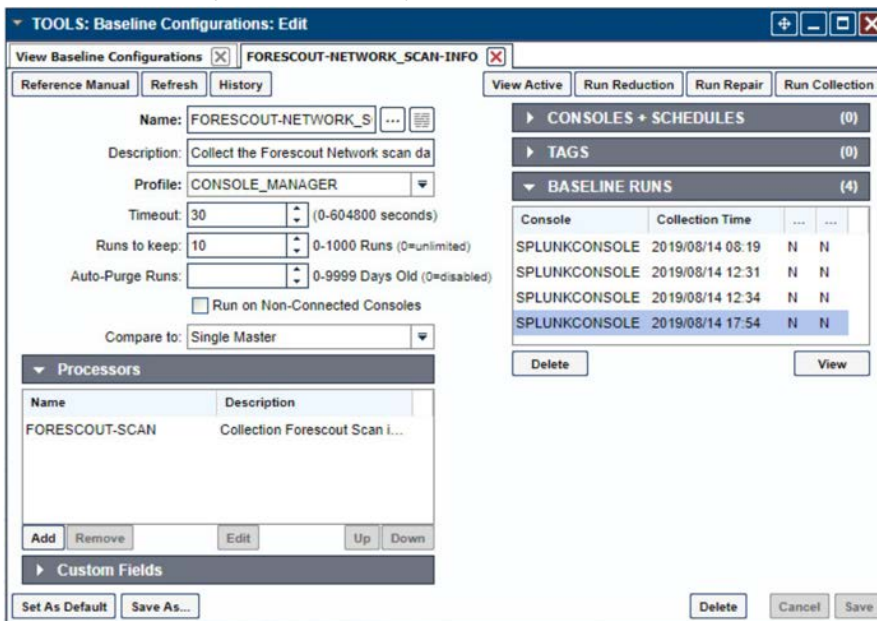 TOOLS: Baseline Configurations: Edit
View Baseline Configurations FORESCOUT-NETWORK_SCAN-INFO
Reference Manual Refresh History View Active Run Reduction Run Repair Run Collection
Name: FORESCOUT-NETWORK_S ...
Description: Collect the Forescout Network scan da
Profile: CONSOLE_MANAGER
Timeout: 30 (0-604800 seconds)
Runs to keep: 10 0-1000 Runs (0=unlimited)
Auto-Purge Runs: 0-9999 Days Old (0=disabled)
Run on Non-Connected Consoles
Compare to: Single Master
Processors
Name Description
FORESCOUT-SCAN Collection Forescout Scan i...
Add Remove Edit Up Down
Custom Fields
CONSOLES + SCHEDULES (0)
TAGS (0)
BASELINE RUNS (4)
Console Collection Time ... ...
SPLUNKCONSOLE 2019/08/14 08:19 N N
SPLUNKCONSOLE 2019/08/14 12:31 N N
SPLUNKCONSOLE 2019/08/14 12:34 N N
SPLUNKCONSOLE 2019/08/14 17:54 N N
Delete View
Set As Default Save As... Delete Cancel Save